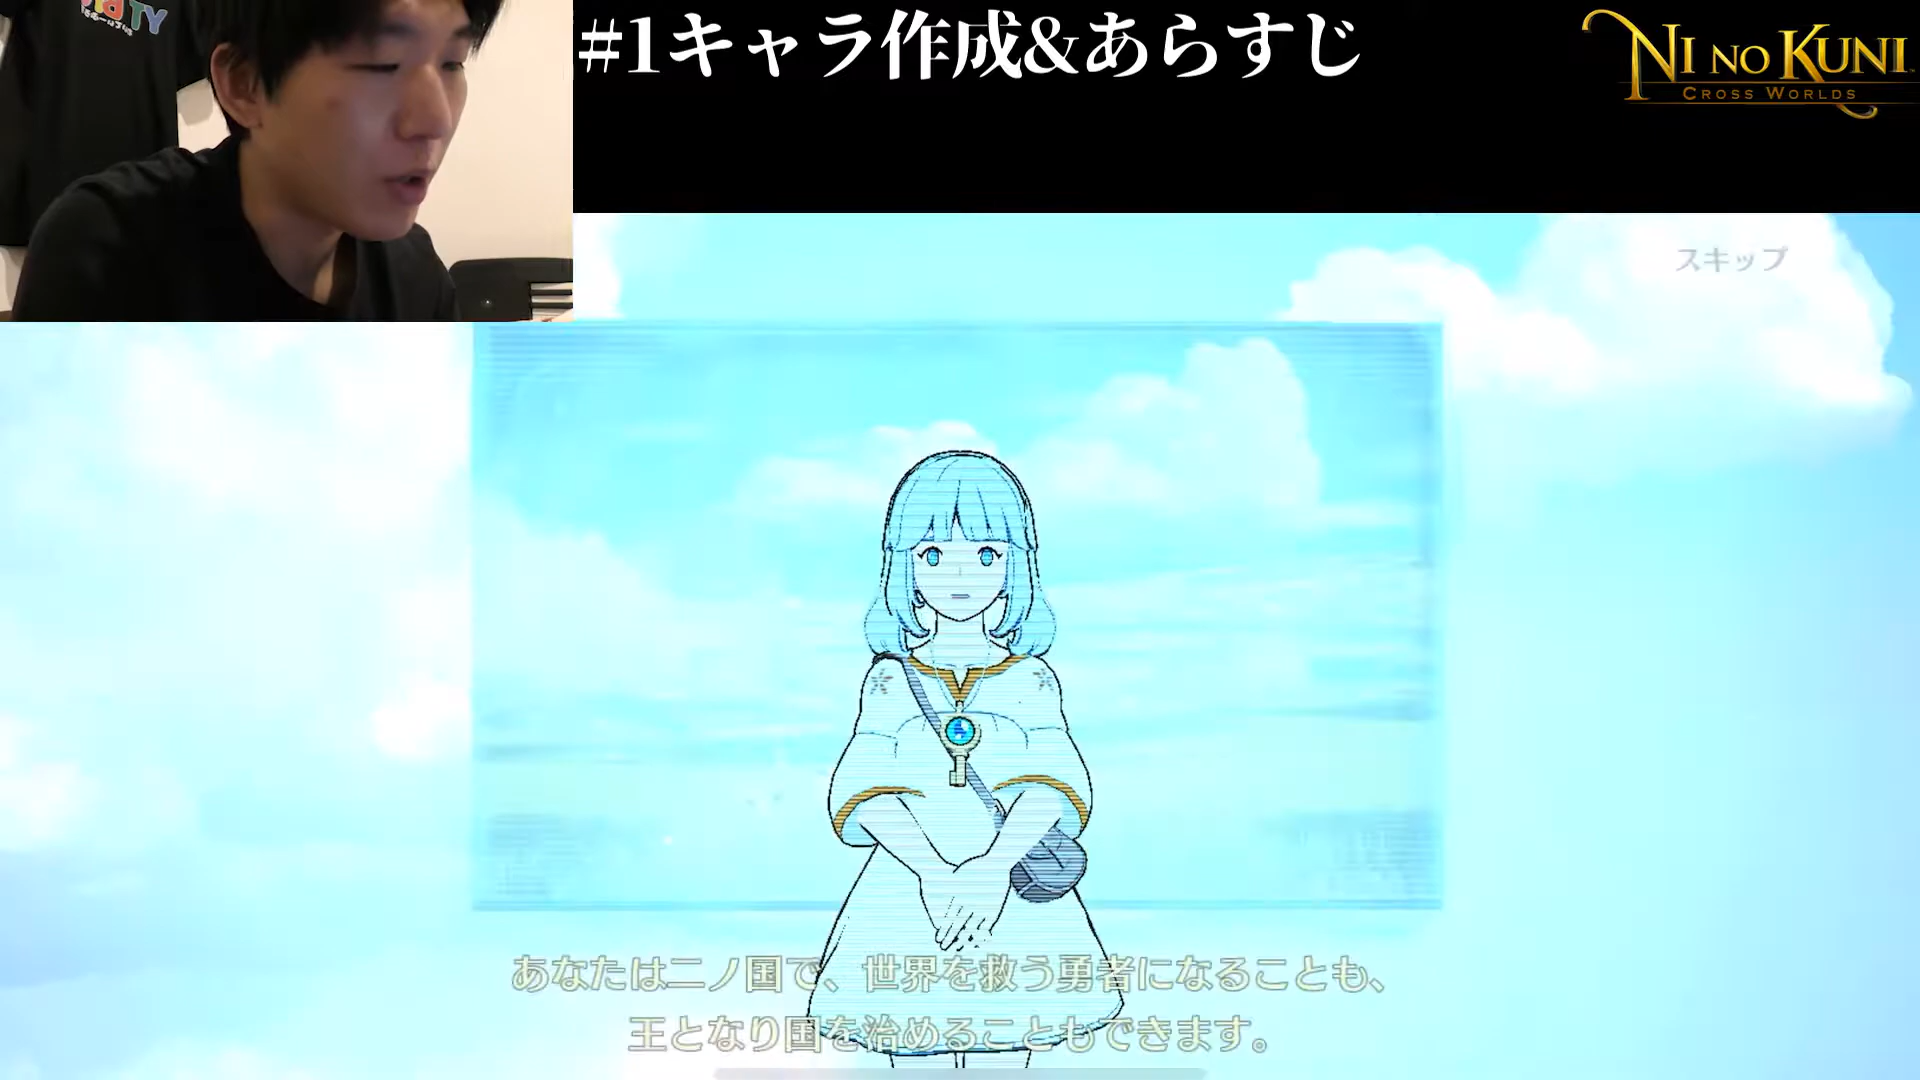 #1キャラ作成&あらすじ
NI NO KUNI
CROSS WORLDS
スキップ
あなたは二ノ国で、世界を救う勇者になることも、
王となり国を治めることもできます。